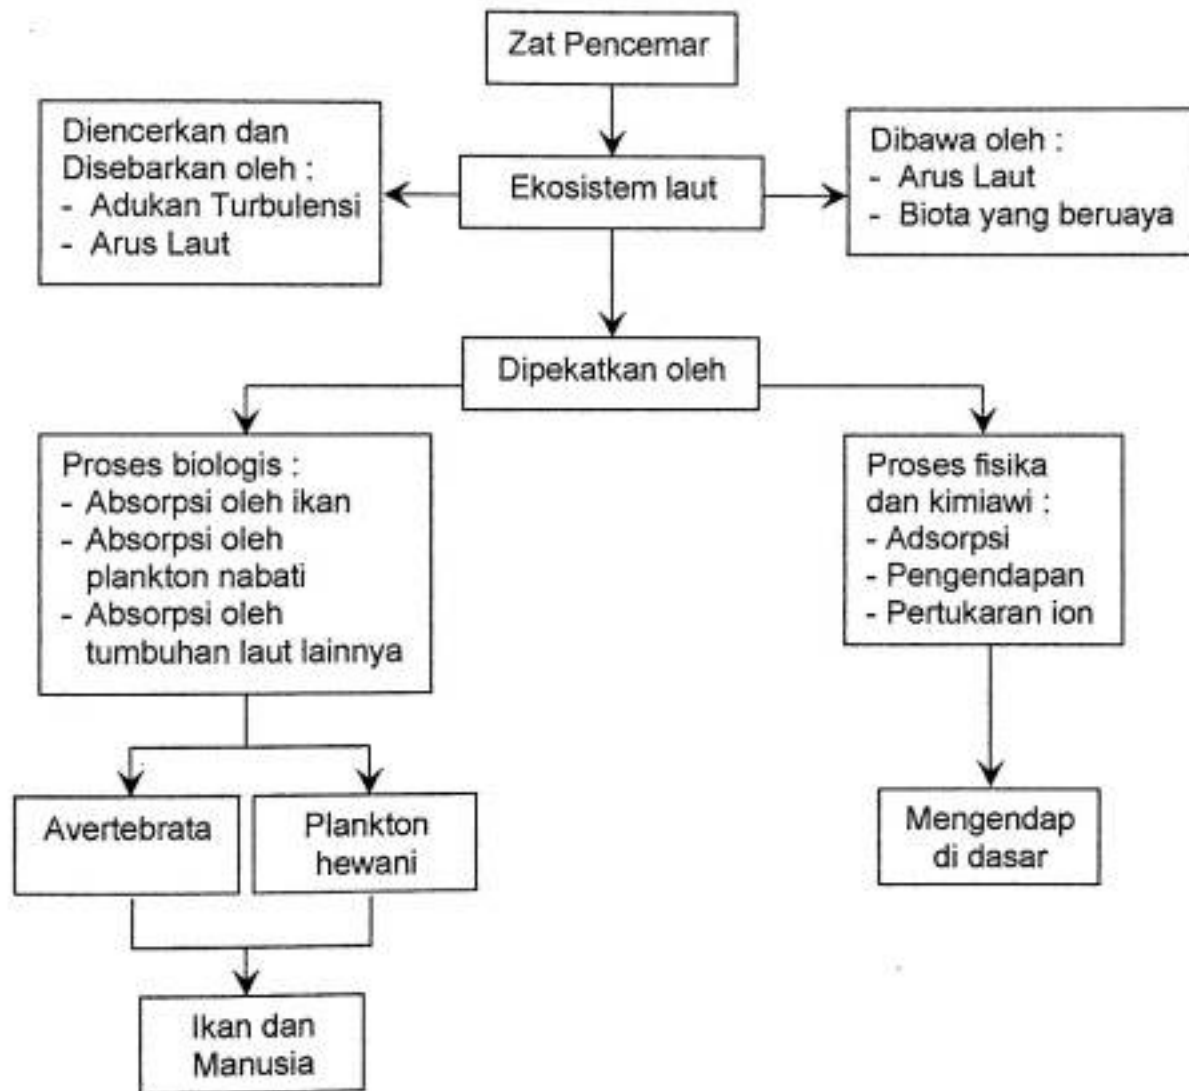 Zat Pencemar
Diencerkan dan
Disebarkan oleh :
- Adukan Turbulensi
- Arus Laut
Ekosistem laut
Dibawa oleh :
- Arus Laut
- Biota yang beruaya
Dipekatkan oleh
Proses biologis :
- Absorpsi oleh ikan
- Absorpsi oleh
plankton nabati
- Absorpsi oleh
tumbuhan laut lainnya
Proses fisika
dan kimiawi :
- Adsorpsi
- Pengendapan
- Pertukaran ion
Avertebrata
Plankton
hewani
Mengendap
di dasar
Ikan dan
Manusia